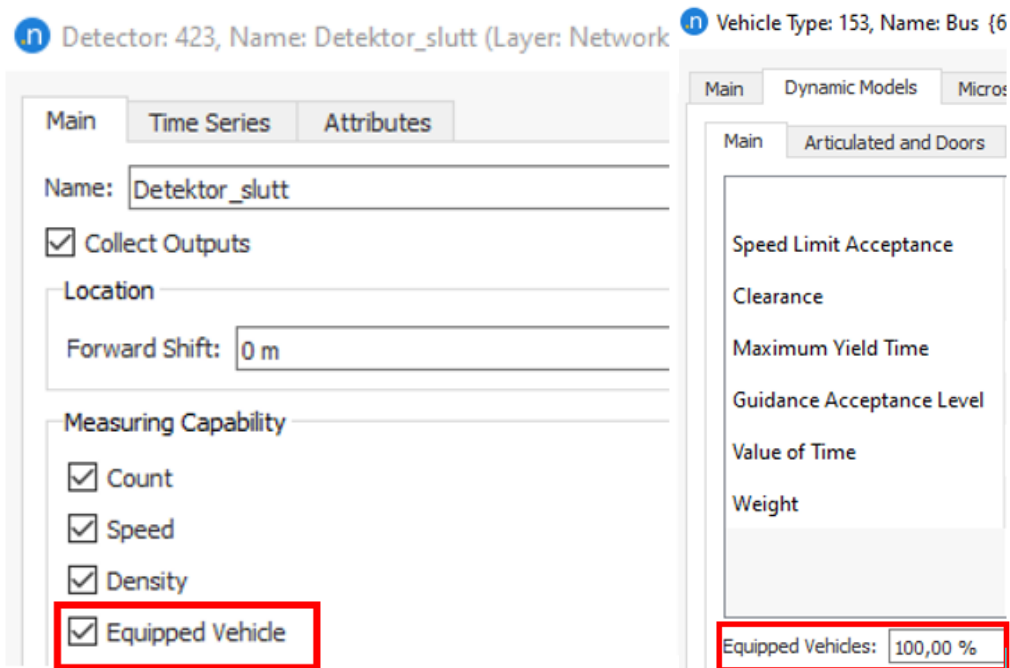 .n Detector: 423, Name: Detektor_slutt (Layer: Network
Main Time Series Attributes
Name: Detektor_slutt
Collect Outputs
Location
Forward Shift: 0 m
Measuring Capability
Count
Speed
Density
Equipped Vehicle
.n Vehicle Type: 153, Name: Bus {6
Main Dynamic Models Micros
Main Articulated and Doors
Speed Limit Acceptance
Clearance
Maximum Yield Time
Guidance Acceptance Level
Value of Time
Weight
Equipped Vehicles: 100,00 %